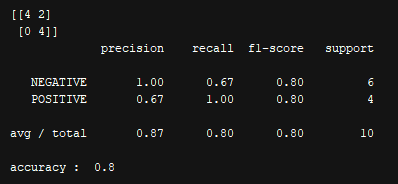 [[4 2]
[0 4]]
precision recall f1-score support
NEGATIVE 1.00 0.67 0.80 6
POSITIVE 0.67 1.00 0.80 4
avg / total 0.87 0.80 0.80 10
accuracy : 0.8